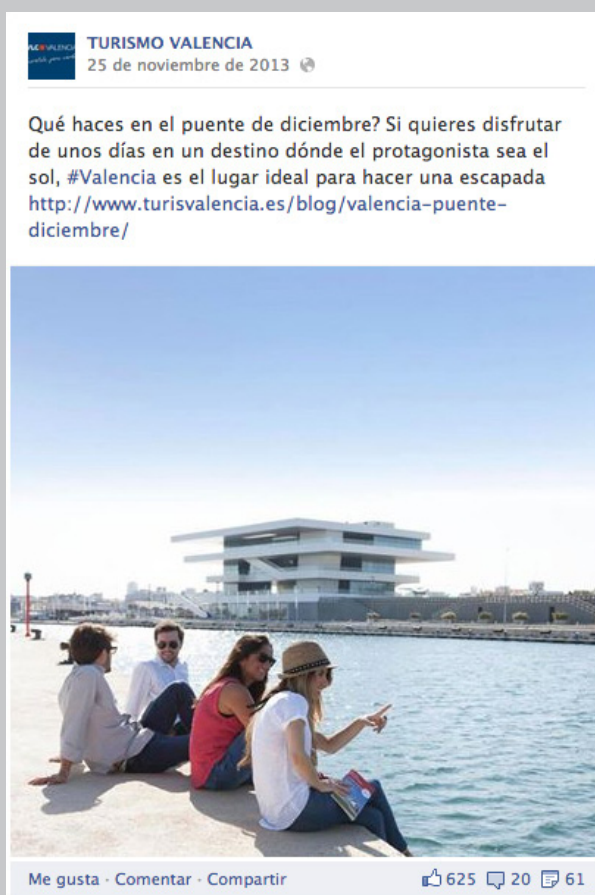 TURISMO VALENCIA
25 de noviembre de 2013
Qué haces en el puente de diciembre? Si quieres disfrutar
de unos días en un destino dónde el protagonista sea el
sol, #Valencia es el lugar ideal para hacer una escapada
http://www.turisvalencia.es/blog/valencia-puente-
diciembre/
Me gusta · Comentar · Compartir 625 20 61